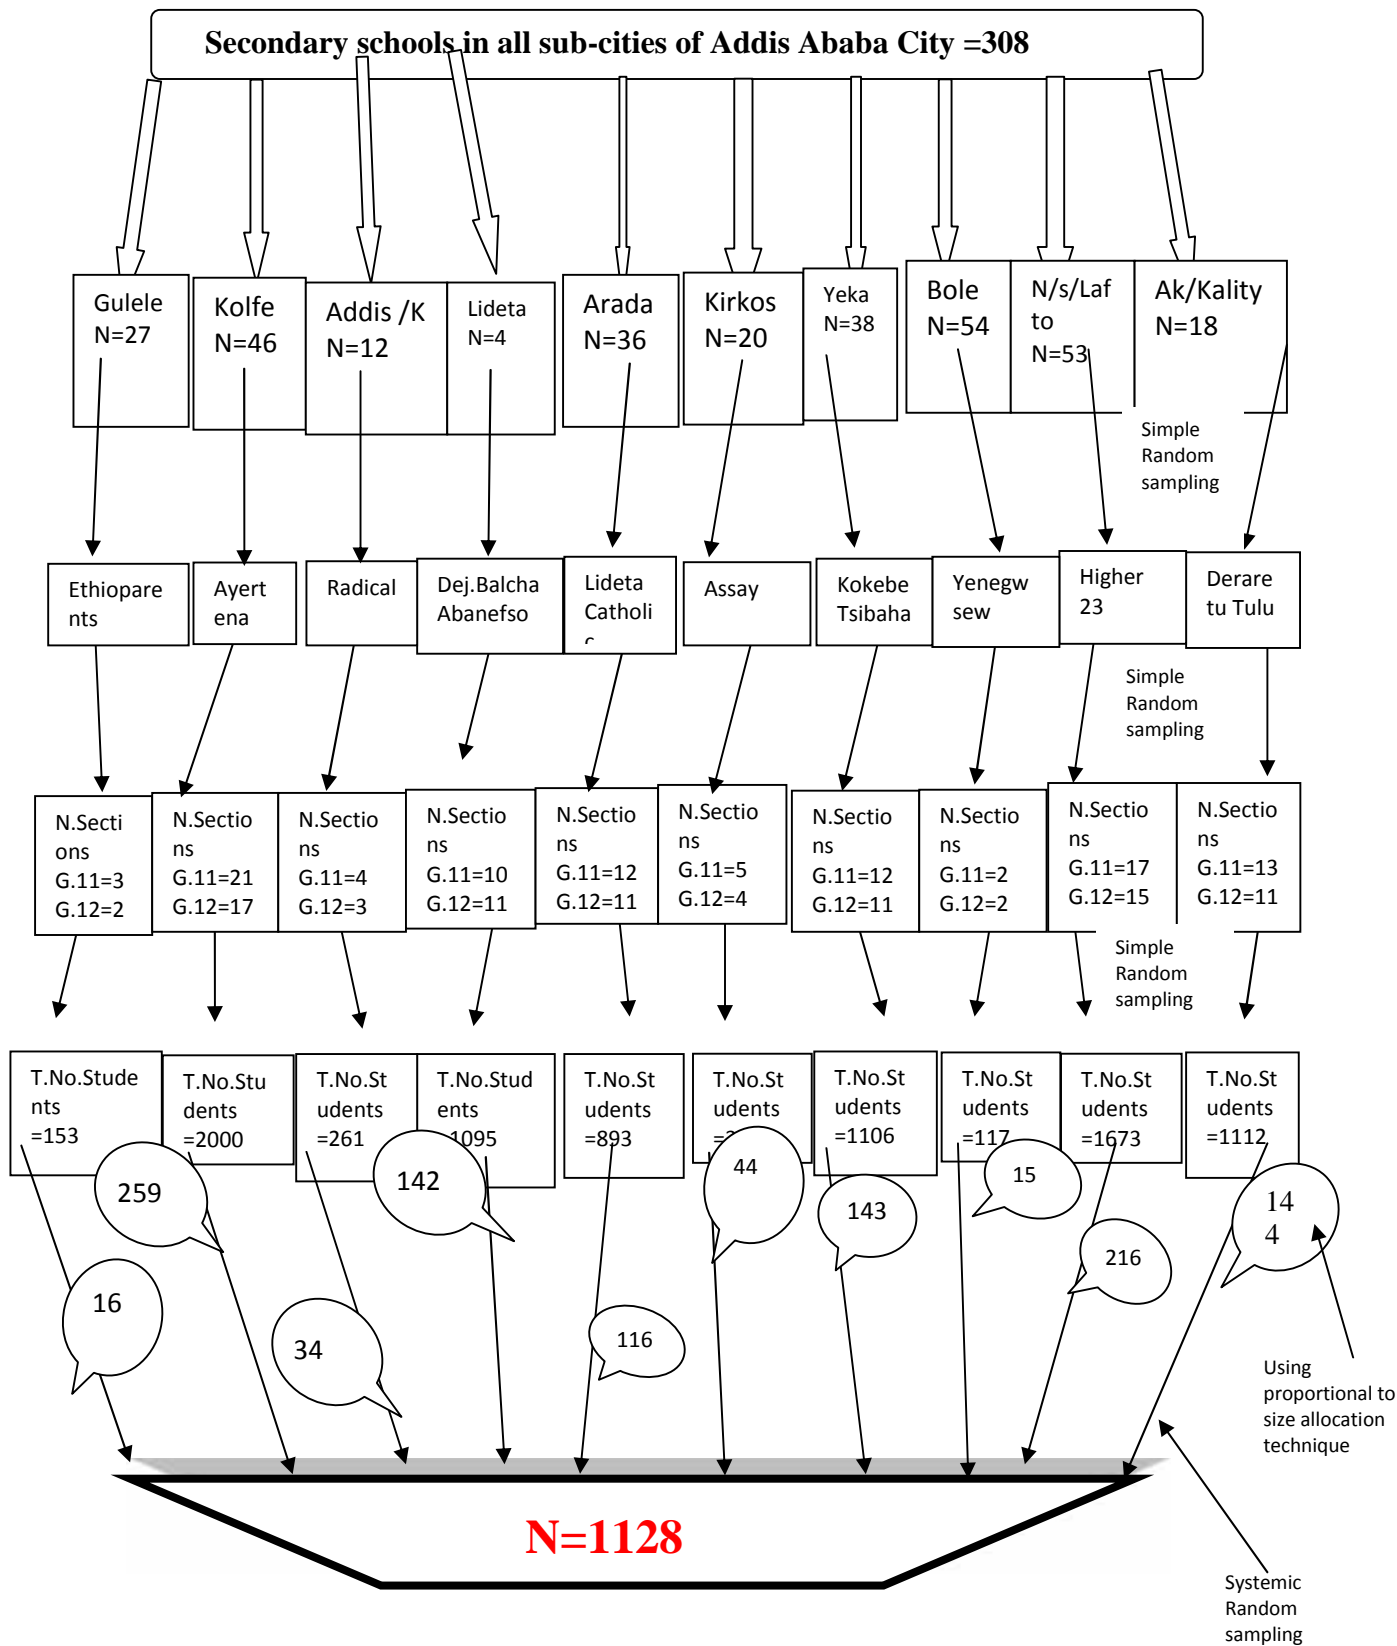 Secondary schools in all sub-cities of Addis Ababa City =308
Gulele
N=27
Kolfe
N=46
Addis /K
N=12
Lideta
N=4
Arada
N=36
Kirkos
N=20
Yeka
N=38
Bole
N=54
N/s/Laf
to
N=53
Ak/Kality
N=18
Simple
Random
sampling
Ethiopare
nts
Ayert
ena
Radical
Dej.Balcha
Abanefso
Lideta
Catholi
c
Assay
Kokebe
Tsibaha
Yenegw
sew
Higher
23
Derare
tu Tulu
Simple
Random
sampling
N.Secti
ons
G.11=3
G.12=2
N.Sectio
ns
G.11=21
G.12=17
N.Sectio
ns
G.11=4
G.12=3
N.Sectio
ns
G.11=10
G.12=11
N.Sectio
ns
G.11=12
G.12=11
N.Sectio
ns
G.11=5
G.12=4
N.Sectio
ns
G.11=12
G.12=11
N.Sectio
ns
G.11=2
G.12=2
N.Sectio
ns
G.11=17
G.12=15
N.Sectio
ns
G.11=13
G.12=11
Simple
Random
sampling
T.No.Stude
nts
=153
T.No.Stu
dents
=2000
T.No.St
udents
=261
T.No.Stud
ents
=1095
T.No.St
udents
=893
T.No.St
udents
T.No.St
udents
=1106
T.No.St
udents
=117
T.No.St
udents
=1673
T.No.St
udents
=1112
259
142
44
143
15
14
4
216
16
34
116
Using
proportional to
size allocation
technique
N=1128
Systemic
Random
sampling